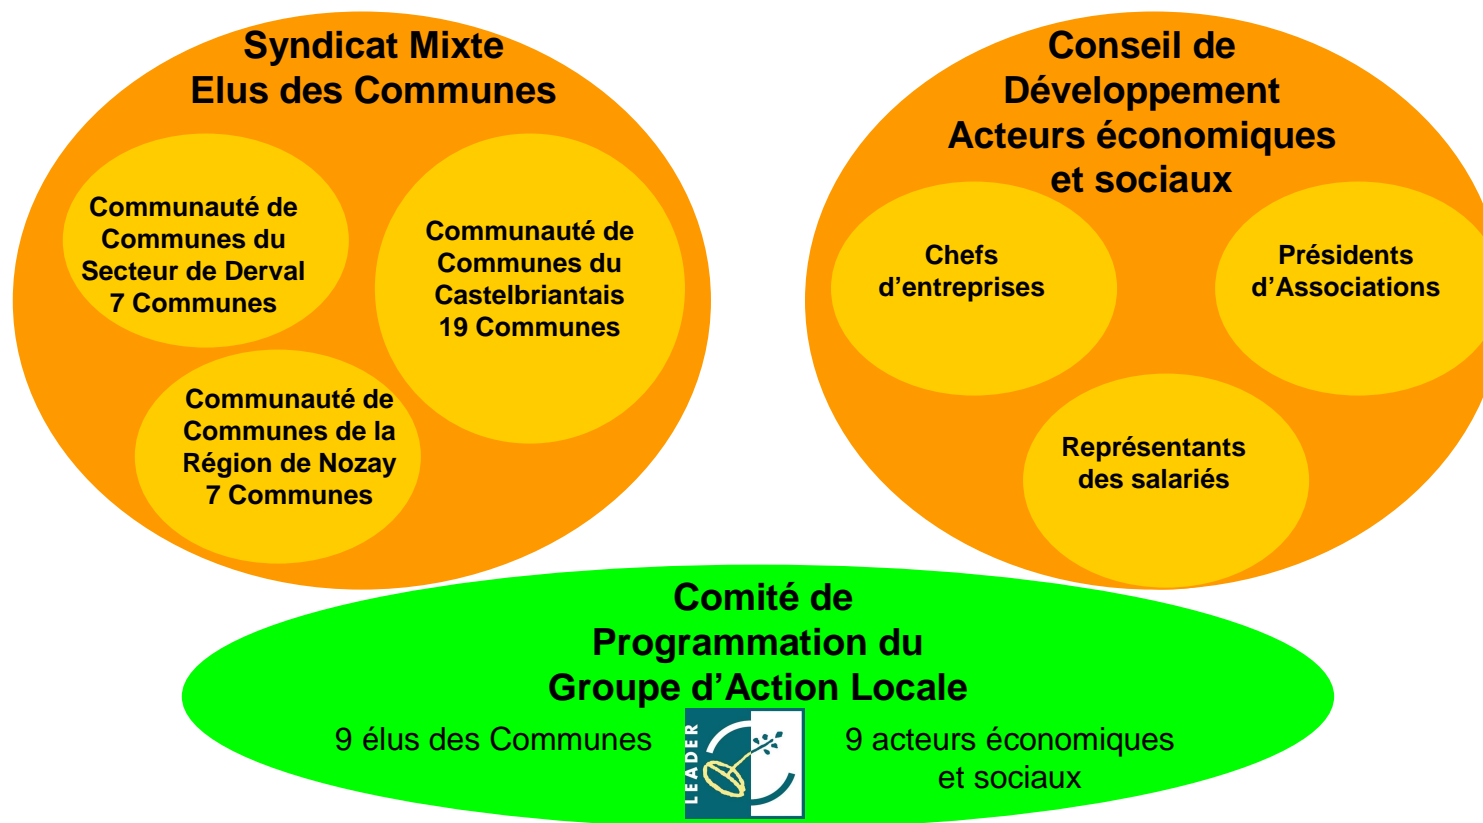 Syndicat Mixte
Elus des Communes
Communauté de
Communes du
Secteur de Derval
7 Communes
Communauté de
Communes du
Castelbriantais
19 Communes
Communauté de
Communes de la
Région de Nozay
7 Communes
Conseil de
Développement
Acteurs économiques
et sociaux
Chefs
d’entreprises
Présidents
d’Associations
Représentants
des salariés
Comité de
Programmation du
Groupe d’Action Locale
9 élus des Communes
LEADER
9 acteurs économiques
et sociaux